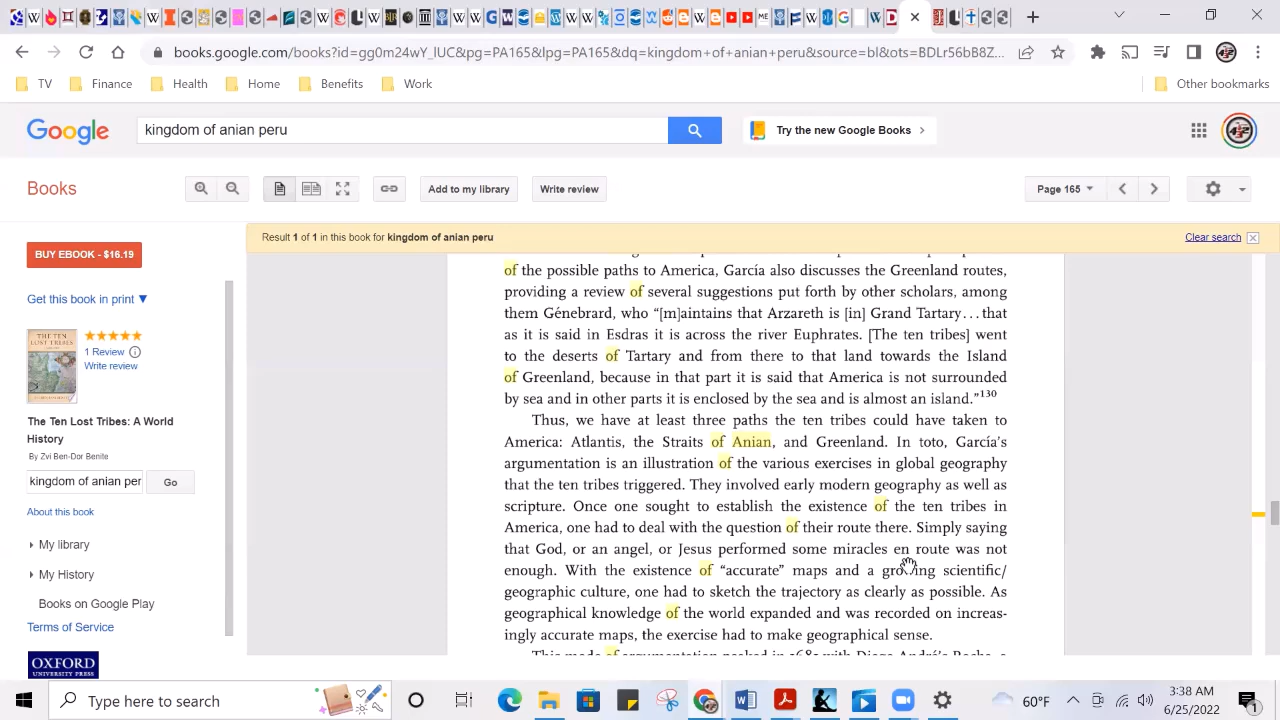 books.google.com/books?id=gg0m24wY_lUC&pg=PA165&lpg=PA165&dq=kingdom+of+anian+peru&source=bl&ots=BDLr56bB8Z...
TV
Finance
Health
Home
Benefits
Work
Other bookmarks
Google
kingdom of anian peru
Try the new Google Books
Books
Add to my library
Write review
Page 165
Result 1 of 1 in this book for kingdom of anian peru
Clear search
BUY EBOOK - $16.19
Get this book in print ▼
THE TEN
LOST TRIBES
1 Review
Write review
The Ten Lost Tribes: A World
History
By Zvi Ben-Dor Benite
kingdom of anian per
Go
About this book
My library
My History
Books on Google Play
Terms of Service
OXFORD
UNIVERSITY PRESS
of the possible paths to America, García also discusses the Greenland routes,
providing a review of several suggestions put forth by other scholars, among
them Génebrard, who “[m]aintains that Arzareth is [in] Grand Tartary . . . that
as it is said in Esdras it is across the river Euphrates. [The ten tribes] went
to the deserts of Tartary and from there to that land towards the Island
of Greenland, because in that part it is said that America is not surrounded
by sea and in other parts it is enclosed by the sea and is almost an island.”130
Thus, we have at least three paths the ten tribes could have taken to
America: Atlantis, the Straits of Anian, and Greenland. In toto, García’s
argumentation is an illustration of the various exercises in global geography
that the ten tribes triggered. They involved early modern geography as well as
scripture. Once one sought to establish the existence of the ten tribes in
America, one had to deal with the question of their route there. Simply saying
that God, or an angel, or Jesus performed some miracles en route was not
enough. With the existence of “accurate” maps and a growing scientific/
geographic culture, one had to sketch the trajectory as clearly as possible. As
geographical knowledge of the world expanded and was recorded on increas-
ingly accurate maps, the exercise had to make geographical sense.
Type here to search
60°F
3:38 AM
6/25/2022